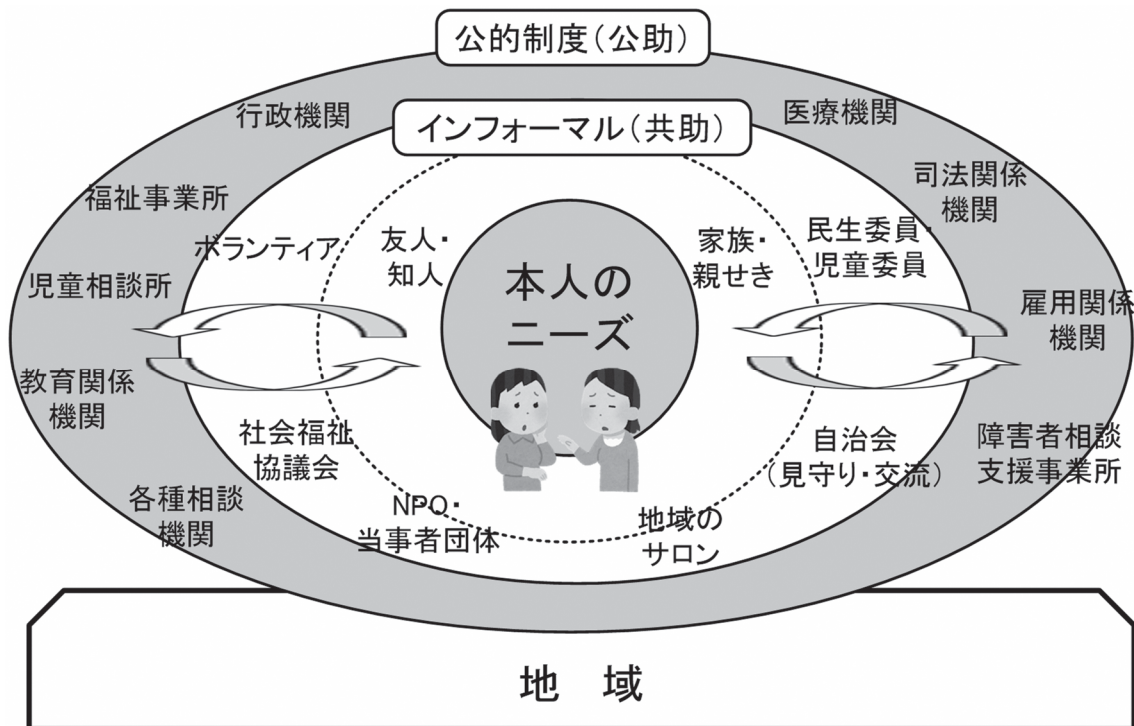 公的制度(公助)
インフォーマル(共助)
行政機関
福祉事業所
児童相談所
教育関係
機関
各種相談
機関
医療機関
司法関係
機関
雇用関係
機関
障害者相談
支援事業所
ボランティア
友人・
知人
家族・
親せき
民生委員・
児童委員
本人の
ニーズ
社会福祉
協議会
NPO・
当事者団体
地域の
サロン
自治会
(見守り・交流)
地 域